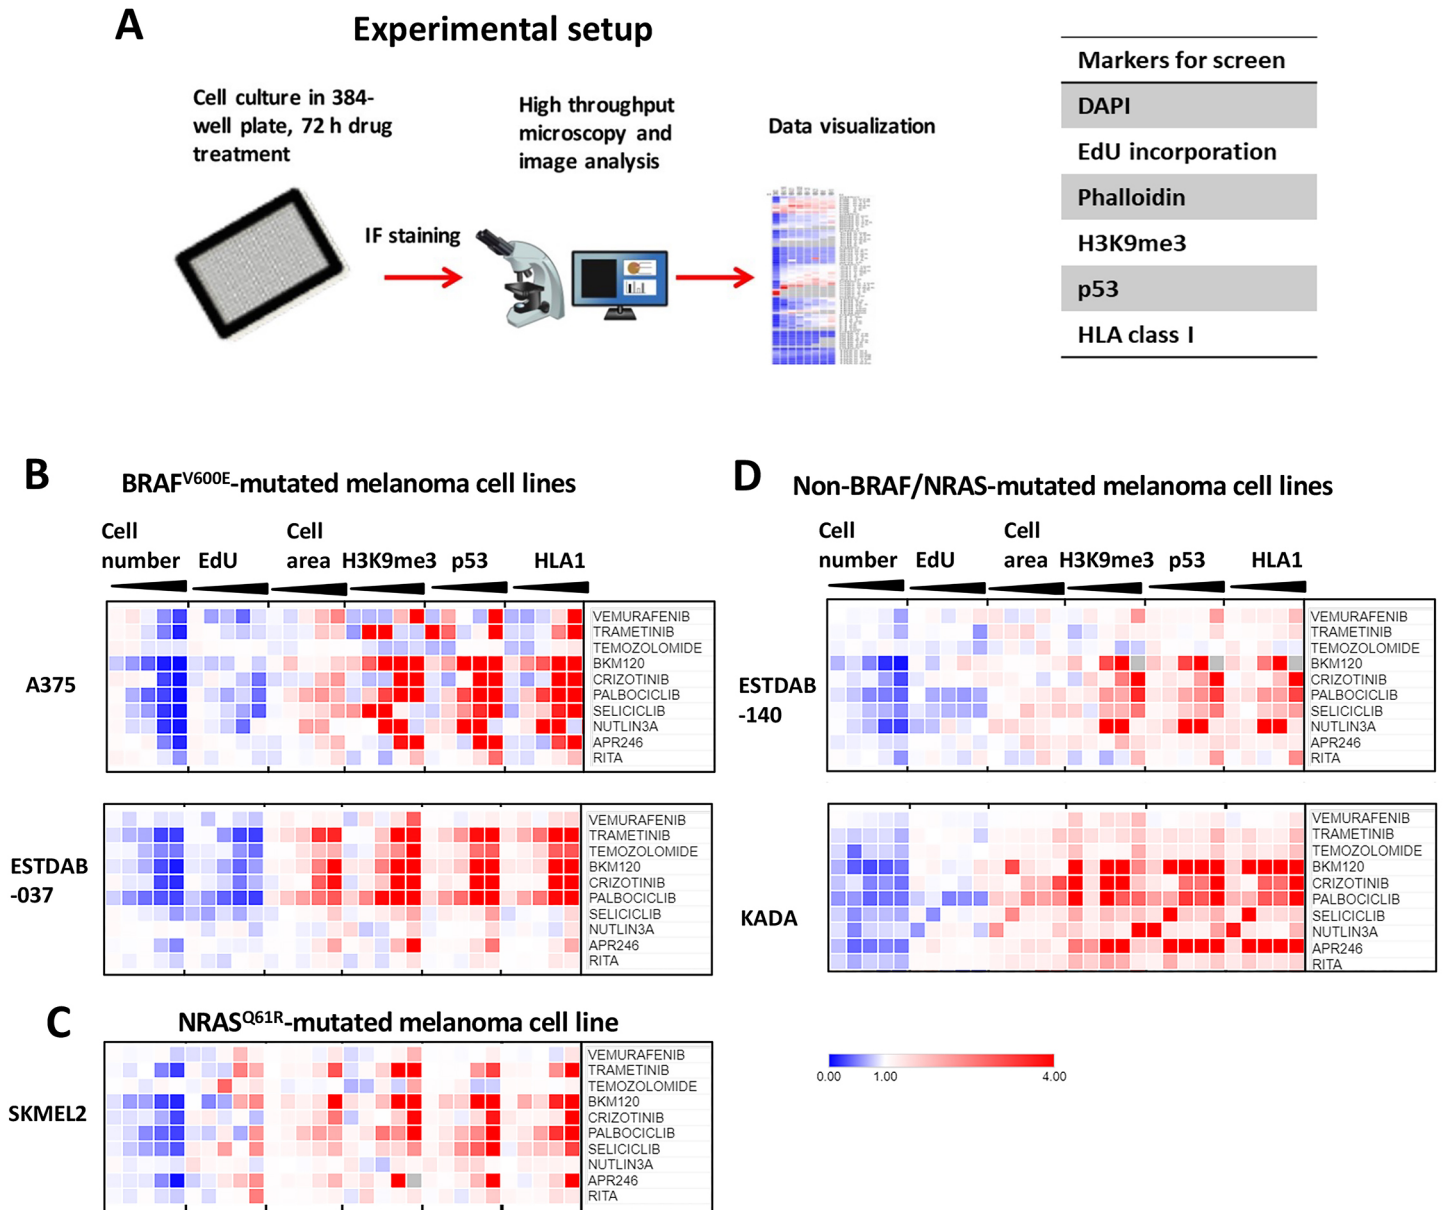 A
Experimental setup
Cell culture in 384-
well plate, 72 h drug
treatment
IF staining
High throughput
microscopy and
image analysis
Data visualization
Markers for screen
DAPI
EdU incorporation
Phalloidin
H3K9me3
p53
HLA class I
B
BRAFV600E-mutated melanoma cell lines
Cell
number
EdU
Cell
area
H3K9me3
p53
HLA1
A375
VEMURAFENIB
TRAMETINIB
TEMOZOLOMIDE
BKM120
CRIZOTINIB
PALBOCICLIB
SELICICLIB
NUTLIN3A
APR246
RITA
ESTDAB
-037
VEMURAFENIB
TRAMETINIB
TEMOZOLOMIDE
BKM120
CRIZOTINIB
PALBOCICLIB
SELICICLIB
NUTLIN3A
APR246
RITA
C
NRASQ61R-mutated melanoma cell line
SKMEL2
VEMURAFENIB
TRAMETINIB
TEMOZOLOMIDE
BKM120
CRIZOTINIB
PALBOCICLIB
SELICICLIB
NUTLIN3A
APR246
RITA
D
Non-BRAF/NRAS-mutated melanoma cell lines
Cell
number
EdU
Cell
area
H3K9me3
p53
HLA1
ESTDAB
-140
VEMURAFENIB
TRAMETINIB
TEMOZOLOMIDE
BKM120
CRIZOTINIB
PALBOCICLIB
SELICICLIB
NUTLIN3A
APR246
RITA
KADA
VEMURAFENIB
TRAMETINIB
TEMOZOLOMIDE
BKM120
CRIZOTINIB
PALBOCICLIB
SELICICLIB
NUTLIN3A
APR246
RITA
0.00 1.00 4.00